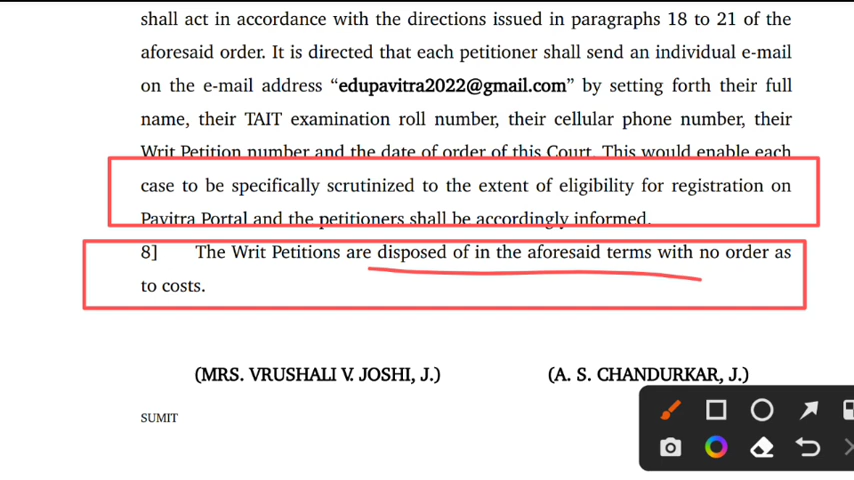 shall act in accordance with the directions issued in paragraphs 18 to 21 of the
aforesaid order. It is directed that each petitioner shall send an individual e-mail
on the e-mail address “edupavitra2022@gmail.com” by setting forth their full
name, their TAIT examination roll number, their cellular phone number, their
Writ Petition number and the date of order of this Court. This would enable each
case to be specifically scrutinized to the extent of eligibility for registration on
Pavitra Portal and the petitioners shall be accordingly informed.
8] The Writ Petitions are disposed of in the aforesaid terms with no order as
to costs.
(MRS. VRUSHALI V. JOSHI, J.) (A. S. CHANDURKAR, J.)
SUMIT